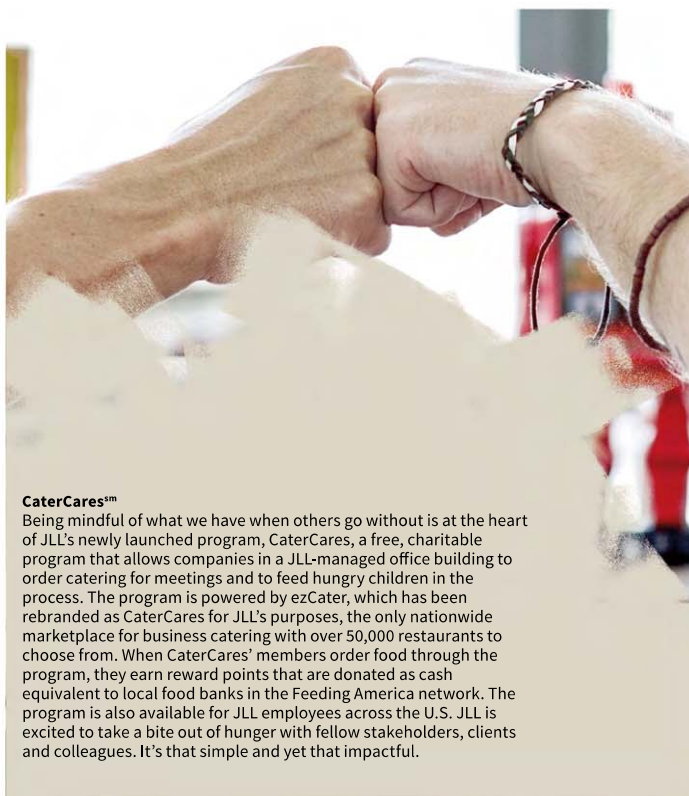 CaterCaresˢᵐ
Being mindful of what we have when others go without is at the heart
of JLL’s newly launched program, CaterCares, a free, charitable
program that allows companies in a JLL-managed office building to
order catering for meetings and to feed hungry children in the
process. The program is powered by ezCater, which has been
rebranded as CaterCares for JLL’s purposes, the only nationwide
marketplace for business catering with over 50,000 restaurants to
choose from. When CaterCares’ members order food through the
program, they earn reward points that are donated as cash
equivalent to local food banks in the Feeding America network. The
program is also available for JLL employees across the U.S. JLL is
excited to take a bite out of hunger with fellow stakeholders, clients
and colleagues. It’s that simple and yet that impactful.